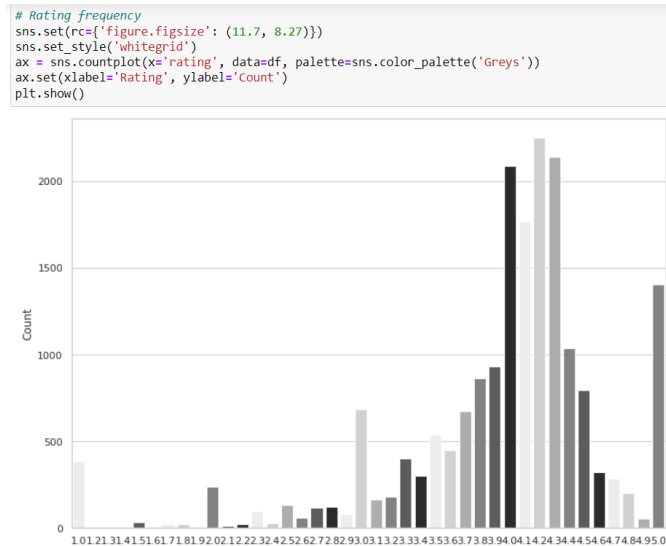 # Rating frequency
sns.set(rc={'figure.figsize': (11.7, 8.27)})
sns.set_style('whitegrid')
ax = sns.countplot(x='rating', data=df, palette=sns.color_palette('Greys'))
ax.set(xlabel='Rating', ylabel='Count')
plt.show()
2000
1500
Count
1000
500
0
1.01.21.31.41.51.61.71.81.92.02.12.22.32.42.52.62.72.82.93.03.13.23.33.43.53.63.73.83.94.04.14.24.34.44.54.64.74.84.95.0